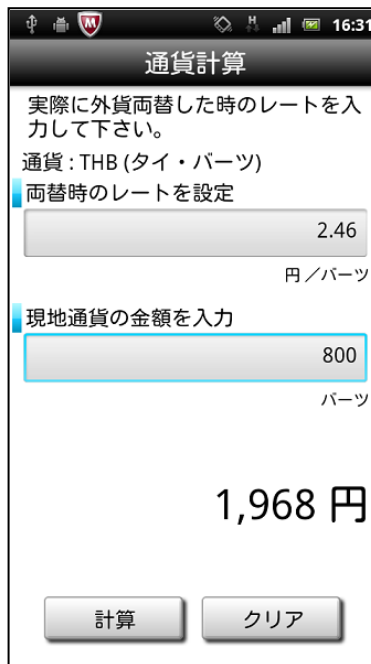 H 16:31
通貨計算
実際に外貨両替した時のレートを入
力して下さい。
通貨 : THB (タイ・バーツ)
両替時のレートを設定
2.46
円／バーツ
現地通貨の金額を入力
800
バーツ
1,968 円
計算 クリア